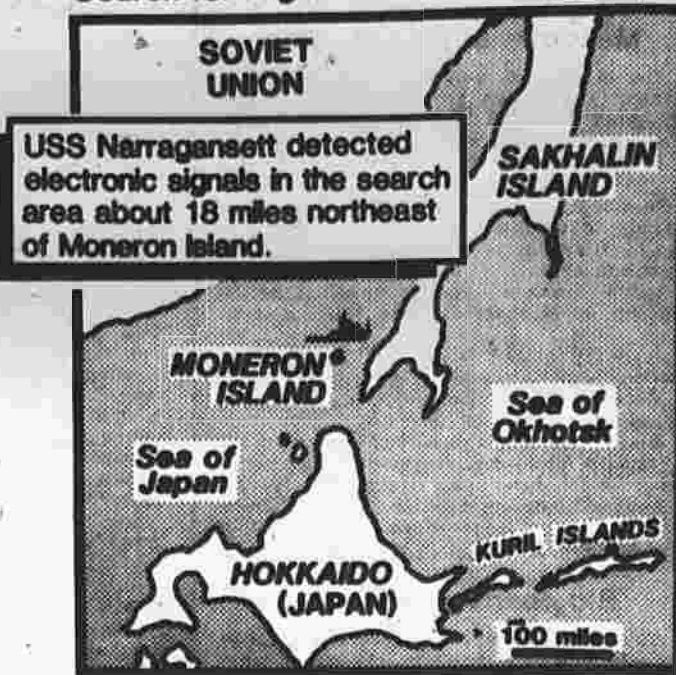 SOVIET
UNION
USS Narragansett detected
electronic signals in the search
area about 18 miles northeast
of Moneron Island.
SAKHALIN
ISLAND
MONERON
ISLAND
Sea of
Okhotsk
Sea of
Japan
KURIL ISLANDS
HOKKAIDO
(JAPAN)
100 miles